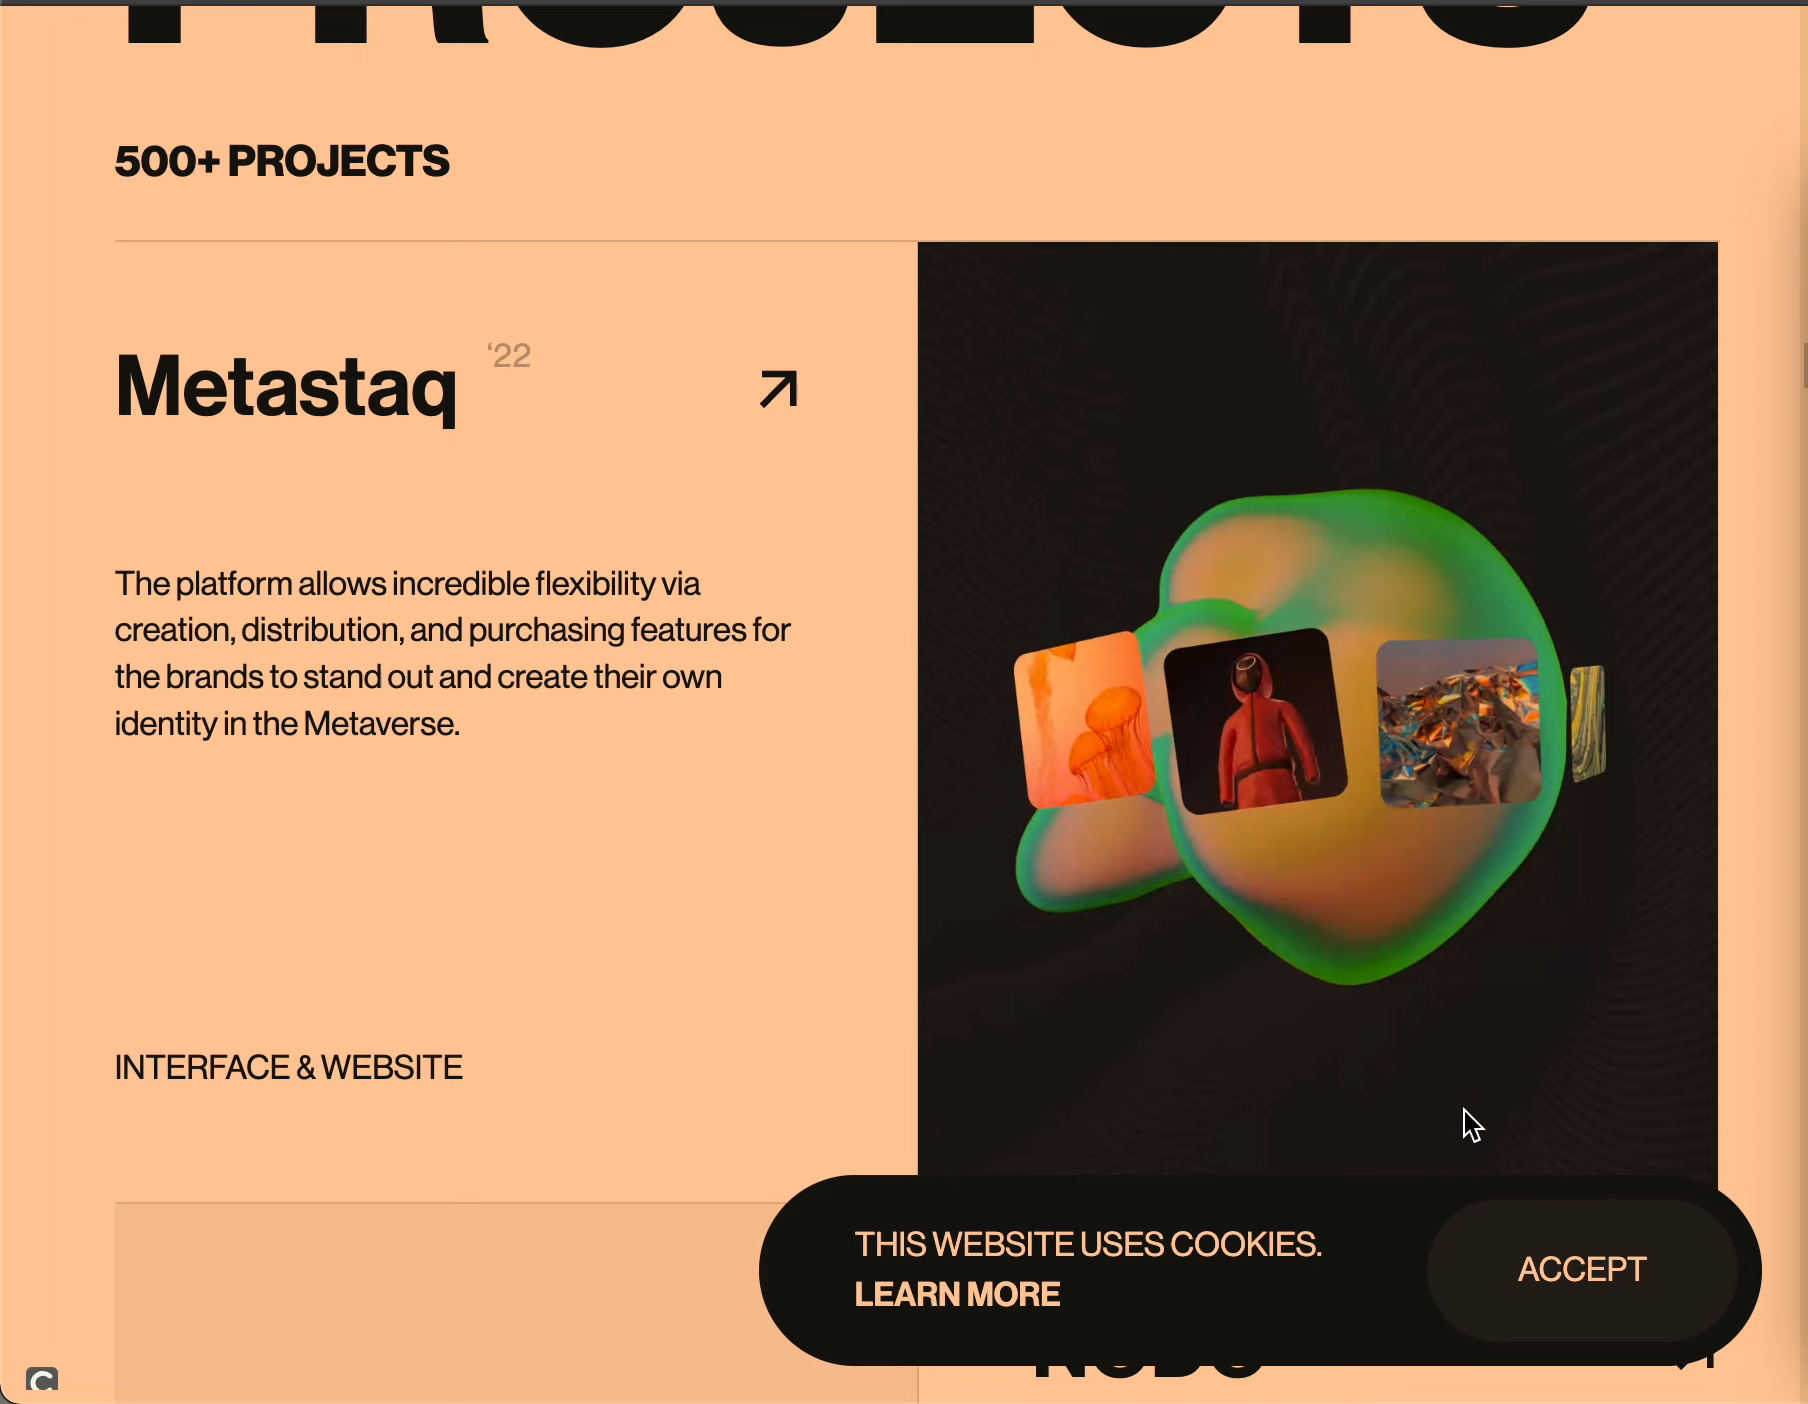 PROJECTS
500+ PROJECTS
Metastaq ‘22
The platform allows incredible flexibility via
creation, distribution, and purchasing features for
the brands to stand out and create their own
identity in the Metaverse.
INTERFACE & WEBSITE
THIS WEBSITE USES COOKIES.
LEARN MORE
ACCEPT